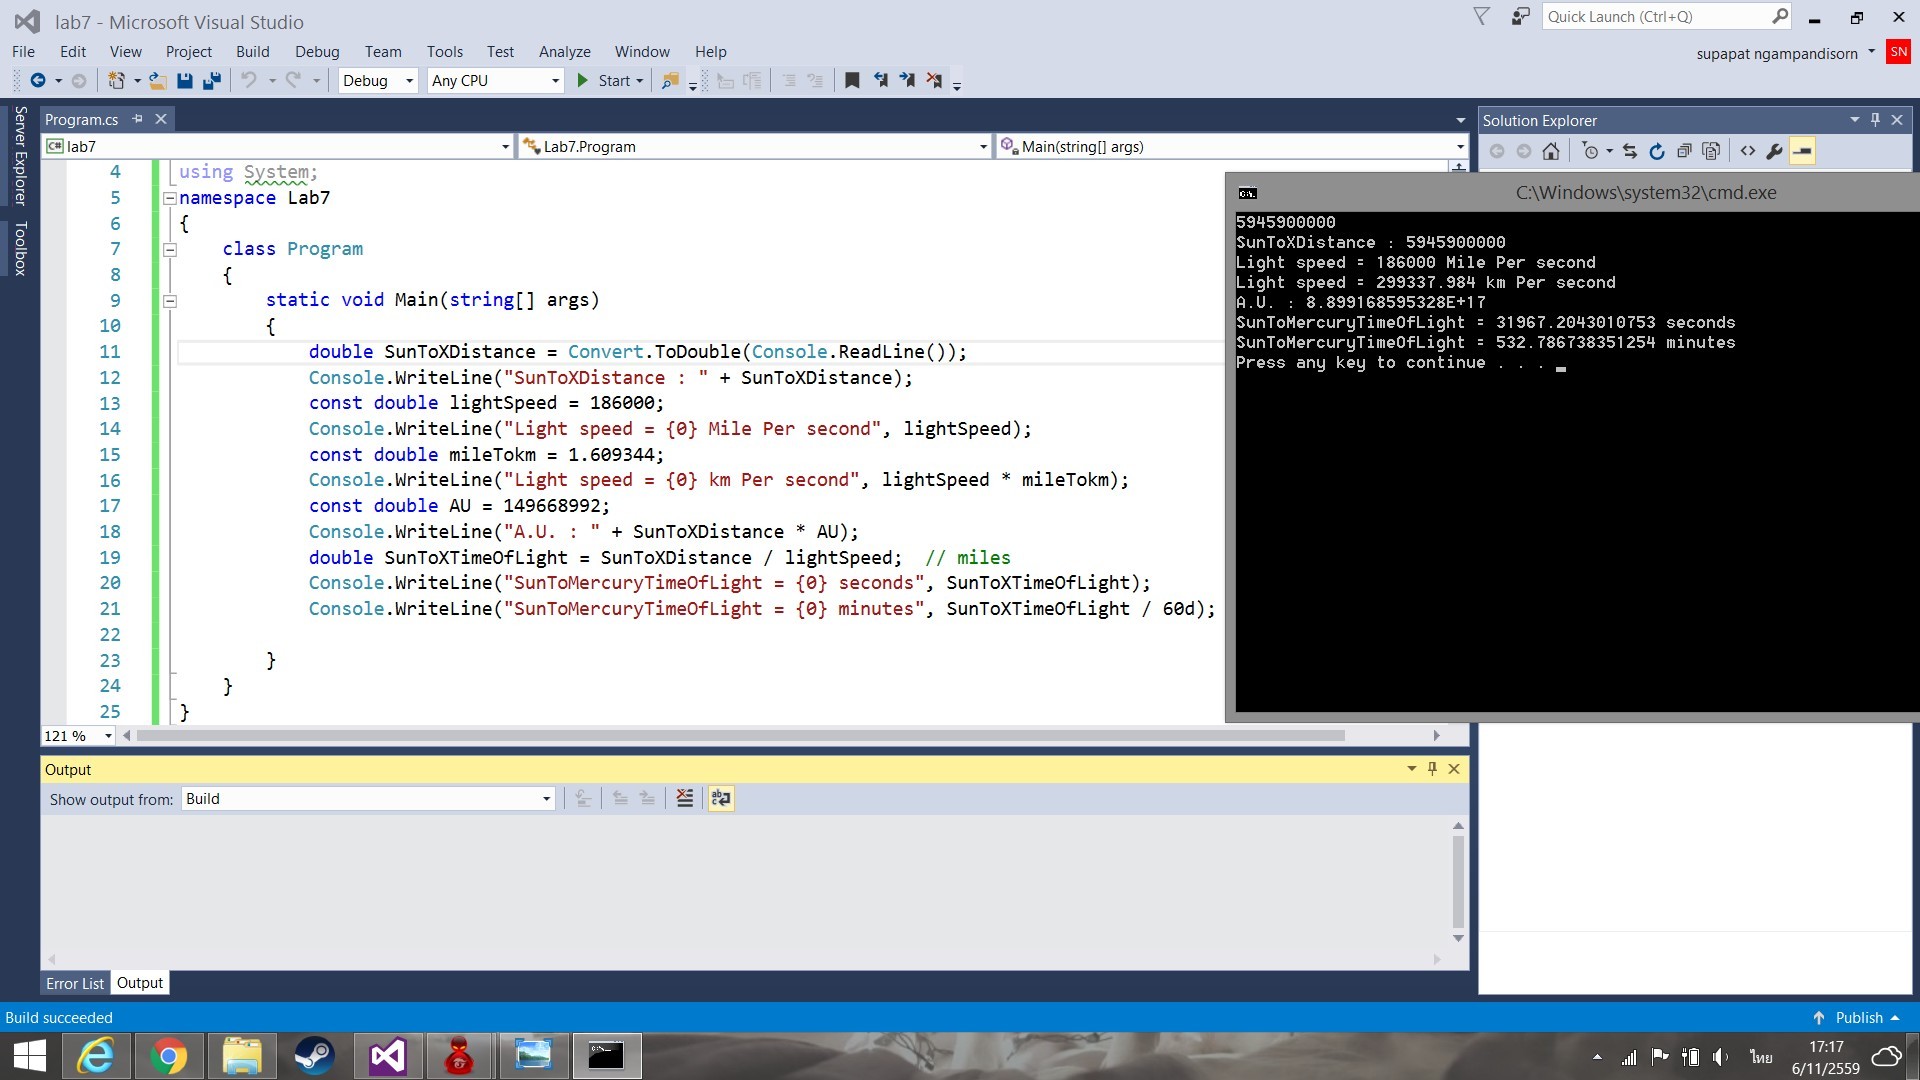 lab7 - Microsoft Visual Studio
Quick Launch (Ctrl+Q)
File Edit View Project Build Debug Team Tools Test Analyze Window Help
supapat ngampandisorn SN
Debug Any CPU Start
Server Explorer
Toolbox
Program.cs
lab7 Lab7.Program Main(string[] args)
4 using System;
5 namespace Lab7
6 {
7 class Program
8 {
9 static void Main(string[] args)
10 {
11 double SunToXDistance = Convert.ToDouble(Console.ReadLine());
12 Console.WriteLine("SunToXDistance : " + SunToXDistance);
13 const double lightSpeed = 186000;
14 Console.WriteLine("Light speed = {0} Mile Per second", lightSpeed);
15 const double mileTokm = 1.609344;
16 Console.WriteLine("Light speed = {0} km Per second", lightSpeed * mileTokm);
17 const double AU = 149668992;
18 Console.WriteLine("A.U. : " + SunToXDistance * AU);
19 double SunToXTimeOfLight = SunToXDistance / lightSpeed; // miles
20 Console.WriteLine("SunToMercuryTimeOfLight = {0} seconds", SunToXTimeOfLight);
21 Console.WriteLine("SunToMercuryTimeOfLight = {0} minutes", SunToXTimeOfLight / 60d);
22
23 }
24 }
25 }
121 %
Solution Explorer
C:\Windows\system32\cmd.exe
5945900000
SunToXDistance : 5945900000
Light speed = 186000 Mile Per second
Light speed = 299337.984 km Per second
A.U. : 8.899168595328E+17
SunToMercuryTimeOfLight = 31967.2043010753 seconds
SunToMercuryTimeOfLight = 532.786738351254 minutes
Press any key to continue . . .
Output
Show output from: Build
Error List Output
Build succeeded
Publish
ไทย
17:17
6/11/2559